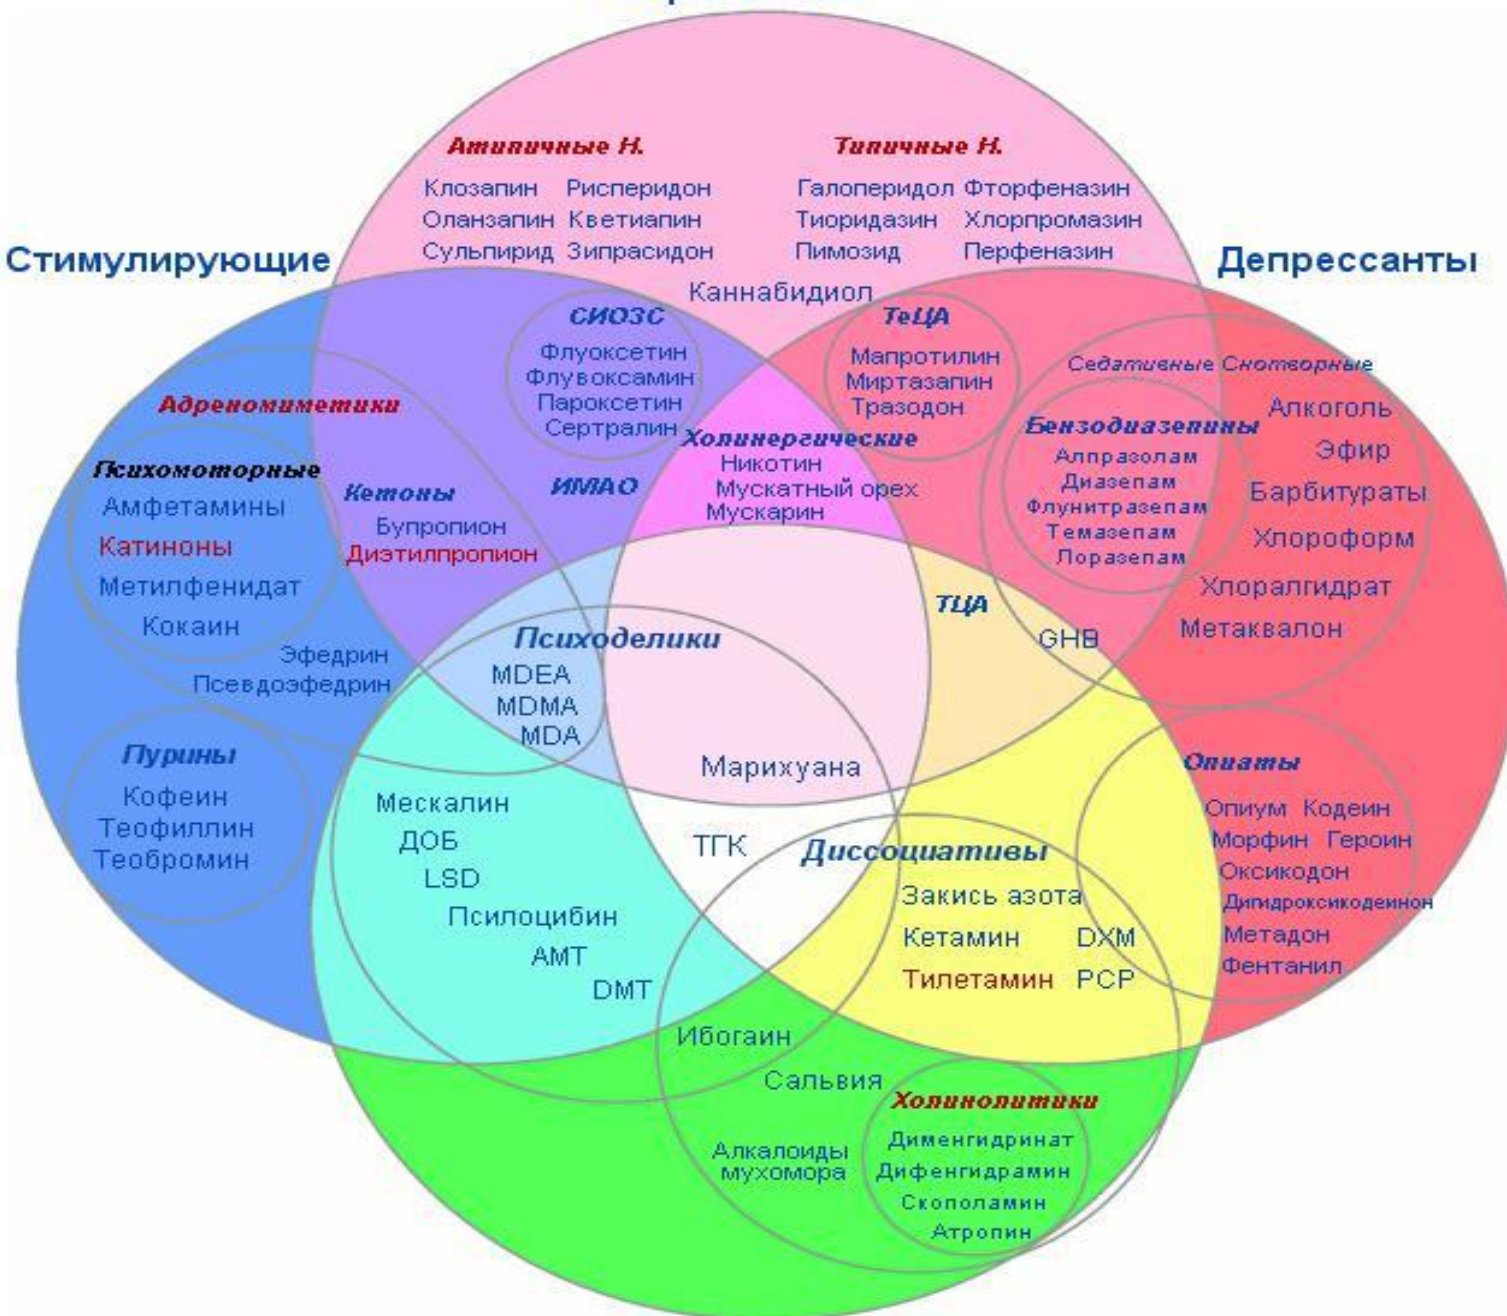 Атипичные Н.
Типичные Н.
Клозапин Рисперидон
Оланзапин Кветиапин
Сульпирид Зипрасидон
Галоперидол Фторфеназин
Тиоридазин Хлорпромазин
Пимозид Перфеназин
Стимулирующие
Депрессанты
Каннабидиол
СИОЗС
Флуоксетин
Флувоксамин
Пароксетин
Сертралин
ТеЦА
Мапротилин
Миртазапин
Тразодон
Седативные Снотворные
Алкоголь
Эфир
Барбитураты
Хлороформ
Хлоралгидрат
Метаквалон
Бензодиазепины
Алпразолам
Диазепам
Флунитразепам
Темазепам
Лоразепам
Адреномиметики
Психомоторные
Амфетамины
Катиноны
Метилфенидат
Кокаин
Эфедрин
Псевдоэфедрин
Кетоны
Бупропион
Диэтилпропион
ИМАО
Холинергические
Никотин
Мускатный орех
Мускарин
ТЦА
GHB
Психоделики
MDEA
MDMA
MDA
Марихуана
Пурины
Кофеин
Теофиллин
Теобромин
Мескалин
ДОБ
LSD
Псилоцибин
AMT
DMT
ТГК
Диссоциативы
Закись азота
Кетамин DXM
Тилетамин PCP
Опиаты
Опиум Кодеин
Морфин Героин
Оксикодон
Дигидроксикодеинон
Метадон
Фентанил
Ибогаин
Сальвия
Алкалоиды
мухомора
Холинолитики
Дименгидринат
Дифенгидрамин
Скополамин
Атропин